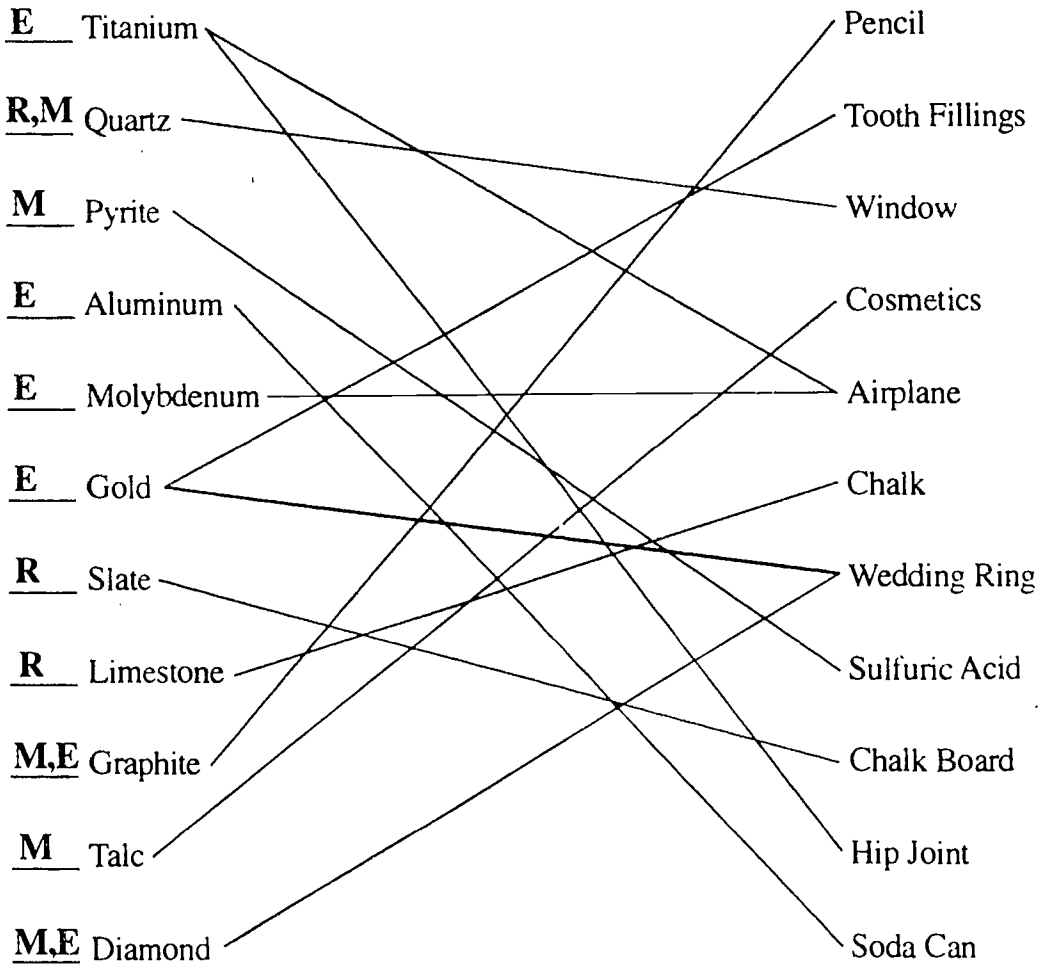 E Titanium Pencil
R,M Quartz Tooth Fillings
M Pyrite Window
E Aluminum Cosmetics
E Molybdenum Airplane
E Gold Chalk
R Slate Wedding Ring
R Limestone Sulfuric Acid
M,E Graphite Chalk Board
M Talc Hip Joint
M,E Diamond Soda Can